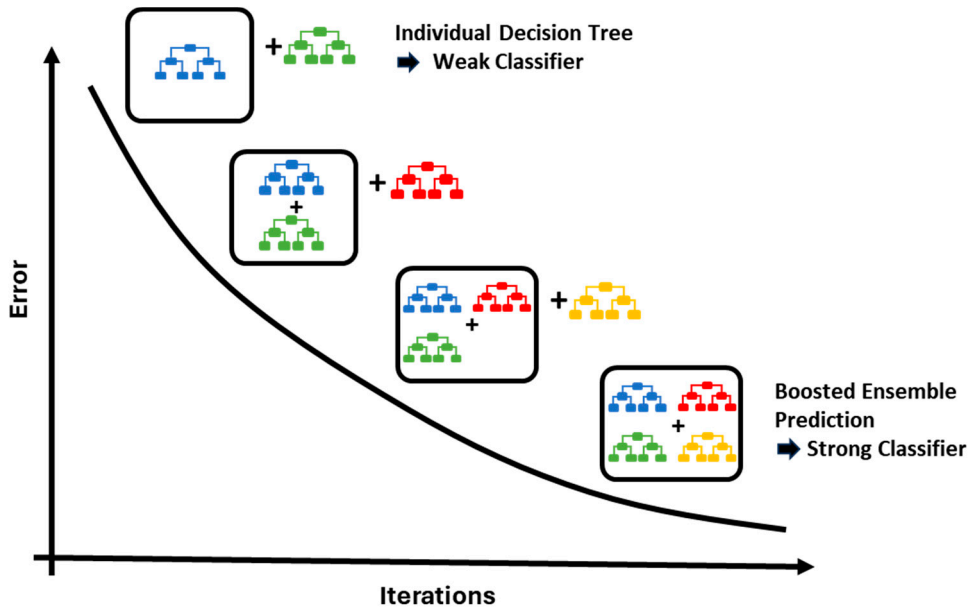 Individual Decision Tree
➡ Weak Classifier
+
+
+
+
+
Error
+
Boosted Ensemble
Prediction
➡ Strong Classifier
Iterations